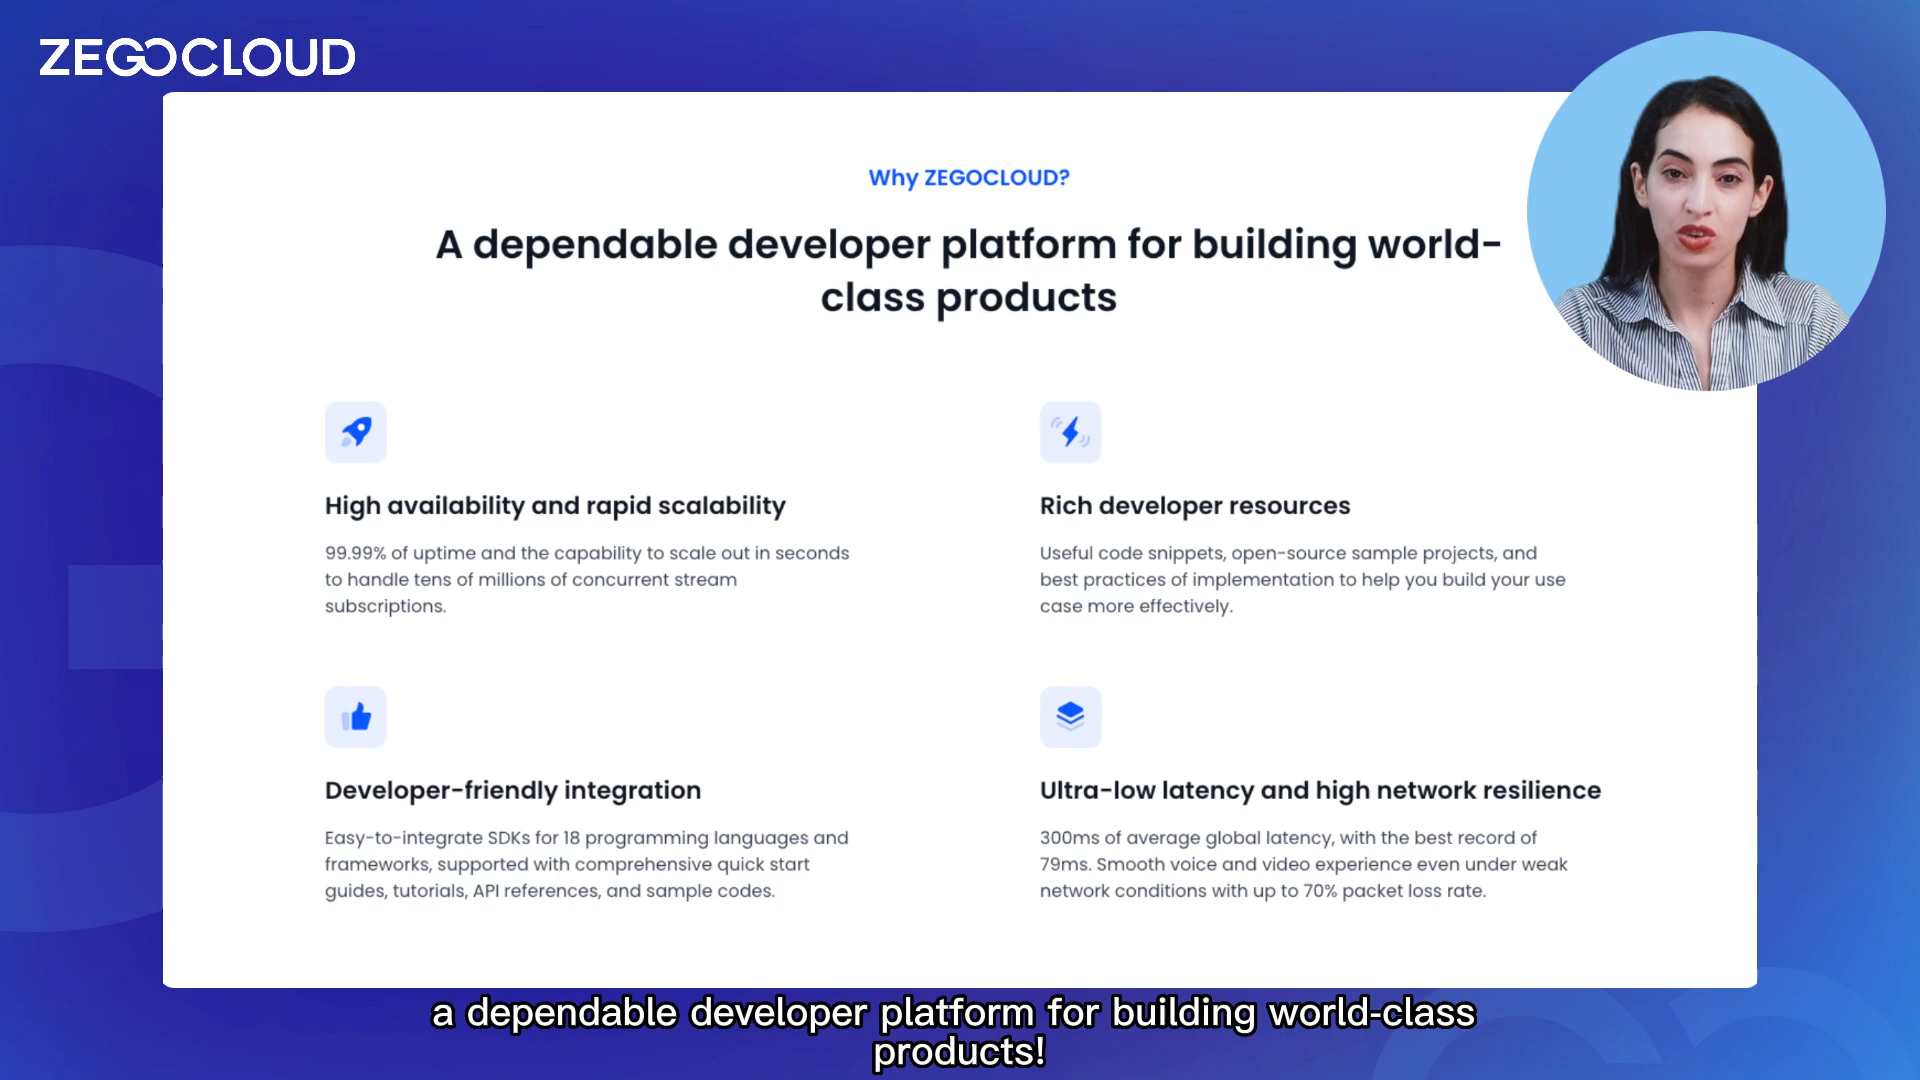 ZEGOCLOUD
Why ZEGOCLOUD?
A dependable developer platform for building world-
class products
High availability and rapid scalability
99.99% of uptime and the capability to scale out in seconds
to handle tens of millions of concurrent stream
subscriptions.
Rich developer resources
Useful code snippets, open-source sample projects, and
best practices of implementation to help you build your use
case more effectively.
Developer-friendly integration
Easy-to-integrate SDKs for 18 programming languages and
frameworks, supported with comprehensive quick start
guides, tutorials, API references, and sample codes.
Ultra-low latency and high network resilience
300ms of average global latency, with the best record of
79ms. Smooth voice and video experience even under weak
network conditions with up to 70% packet loss rate.
a dependable developer platform for building world-class
products!